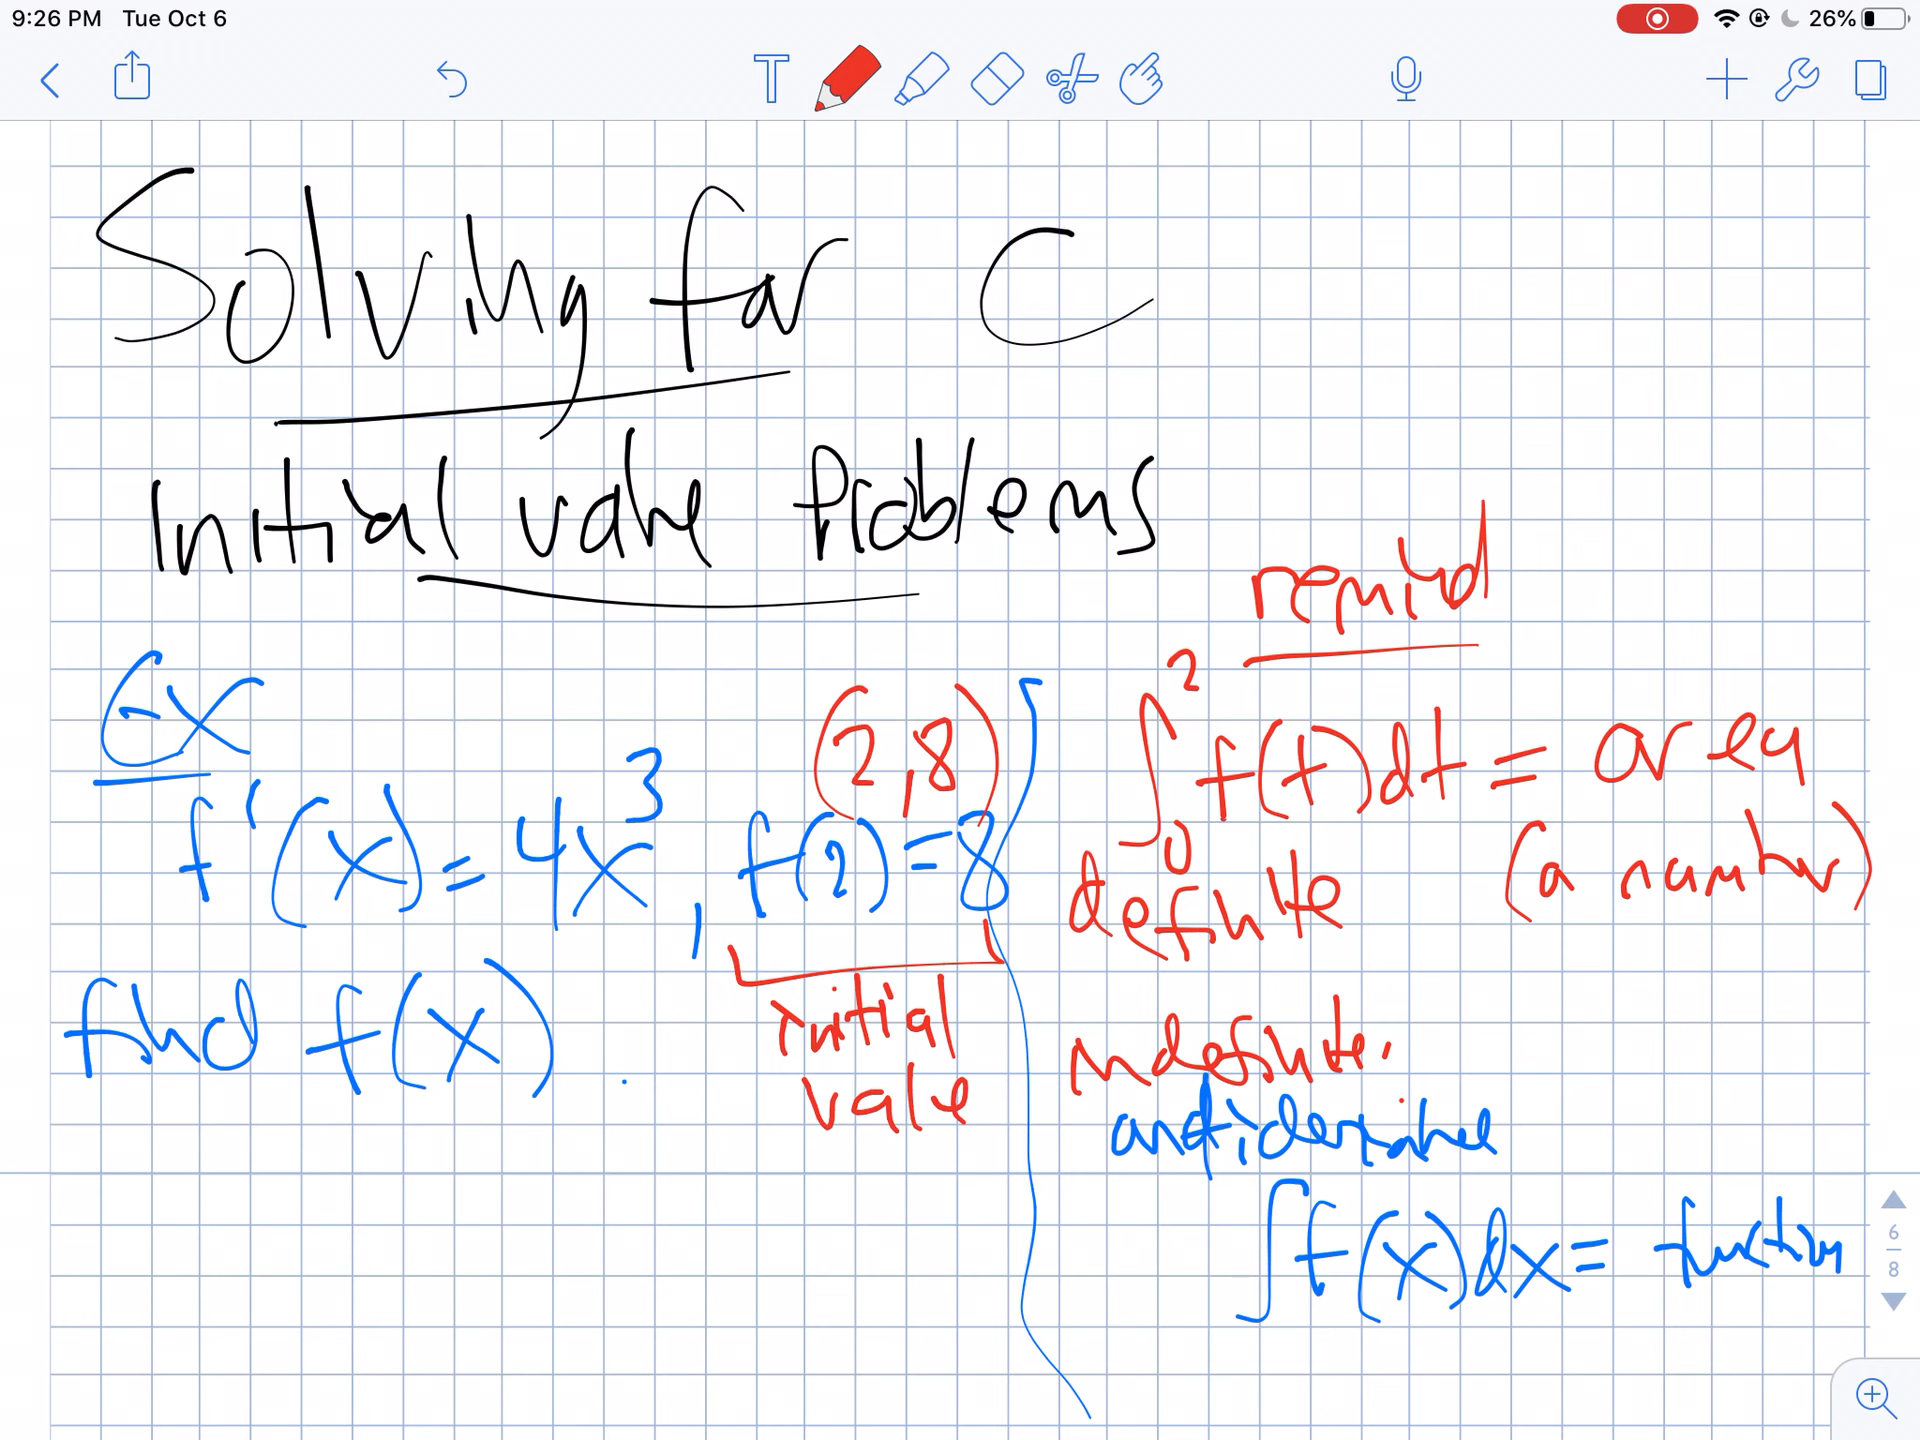 9:26 PM Tue Oct 6
26%
T
Solving for C
Initial value Problems
Ex
f'(x) = 4x³, f(2) = 8
(2,8)
initial
value
find f(x).
remind
∫₀² f(t)dt = area
(a number)
definite
indefinite:
antiderivative
∫f(x)dx = function
6
8